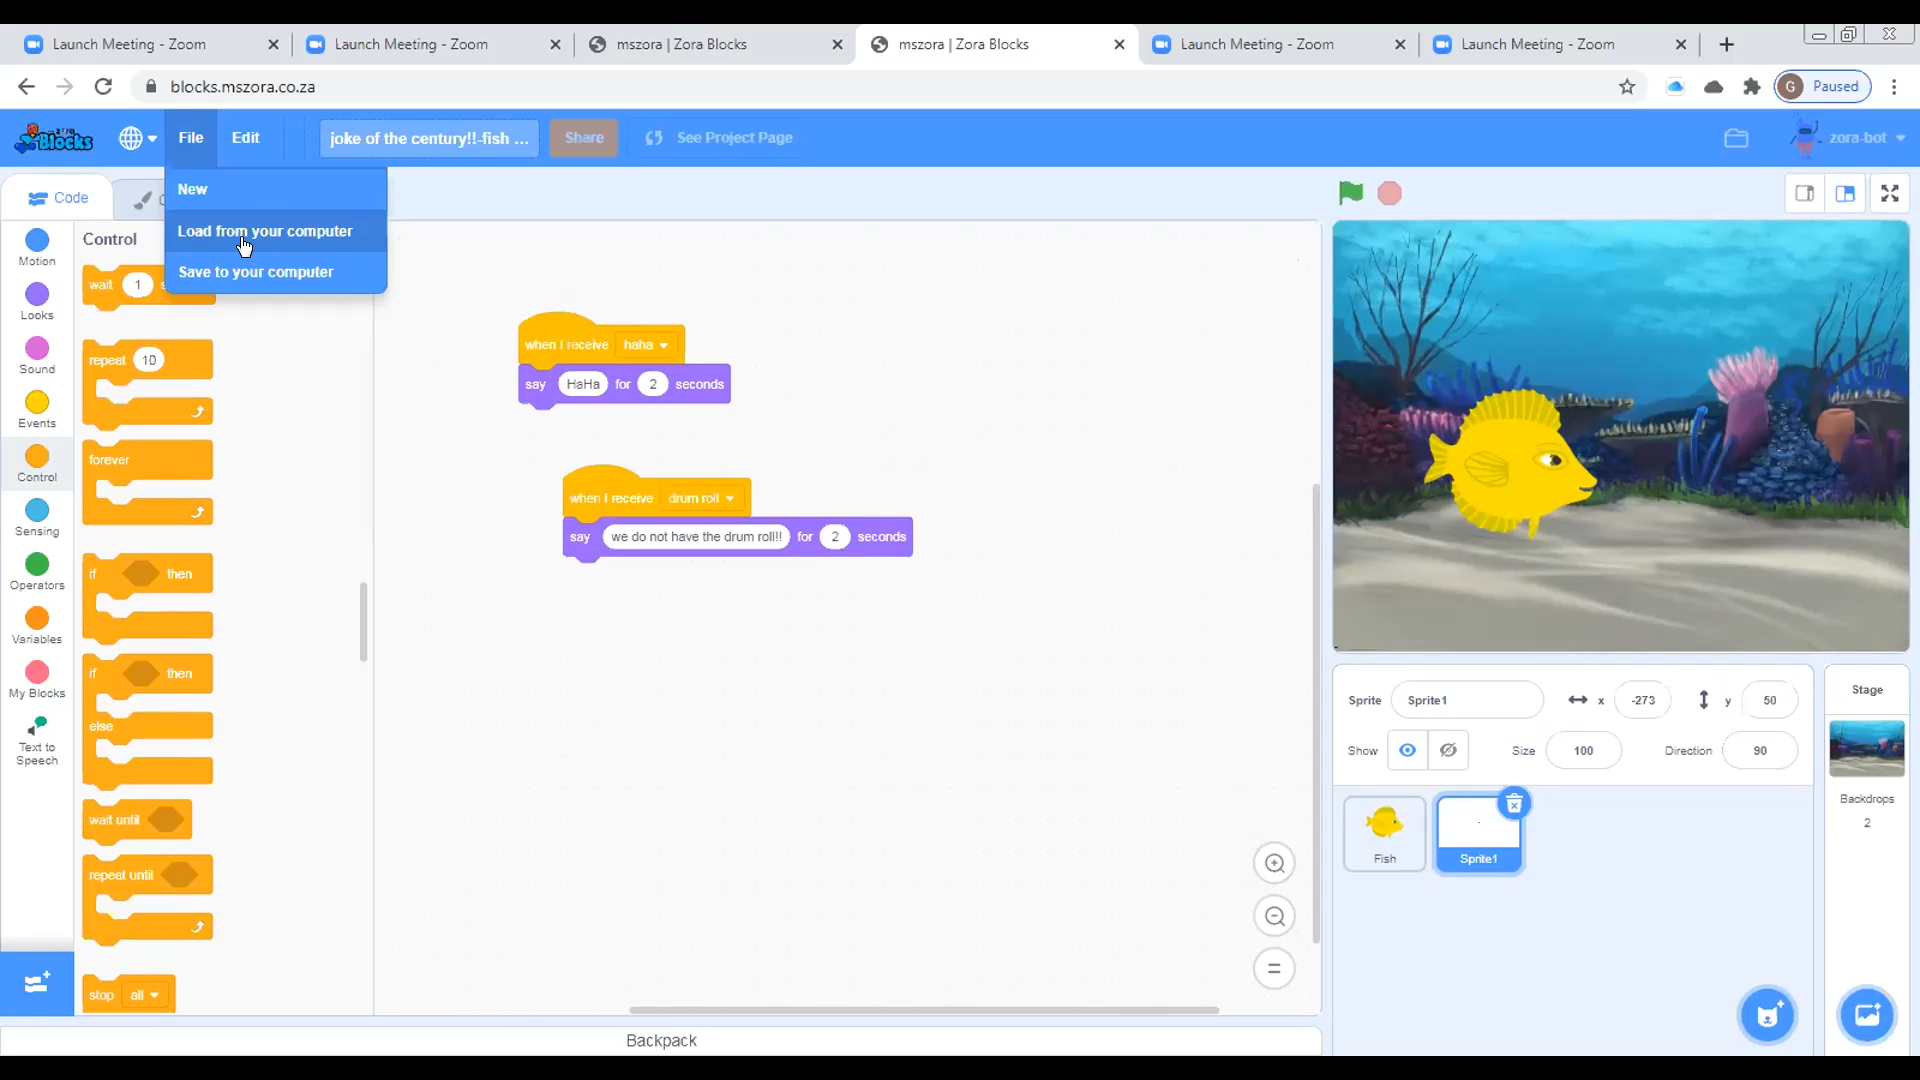 Launch Meeting - Zoom
Launch Meeting - Zoom
mszora | Zora Blocks
mszora | Zora Blocks
Launch Meeting - Zoom
Launch Meeting - Zoom
blocks.mszora.co.za
G Paused
Blocks
File
Edit
joke of the century!!-fish ...
Share
See Project Page
zora-bot
New
Load from your computer
Save to your computer
Code
Motion
Looks
Sound
Events
Control
Sensing
Operators
Variables
My Blocks
Text to
Speech
Control
wait 1 s
repeat 10
forever
if then
if then
else
wait until
repeat until
stop all
when I receive haha
say HaHa for 2 seconds
when I receive drum roll
say we do not have the drum roll!! for 2 seconds
Sprite Sprite1 x -273 y 50
Show Size 100 Direction 90
Fish
Sprite1
Stage
Backdrops
2
Backpack